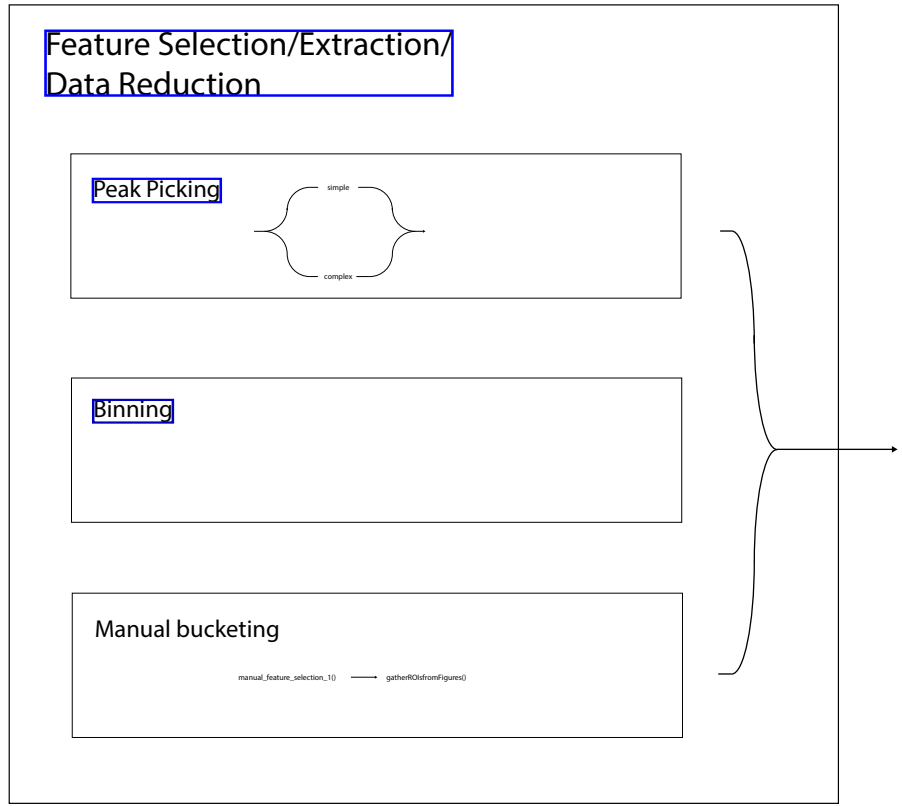 Feature Selection/Extraction/
Data Reduction
Peak Picking
simple
complex
Binning
Manual bucketing
manual_feature_selection_1() gatherROIsfromFigures()